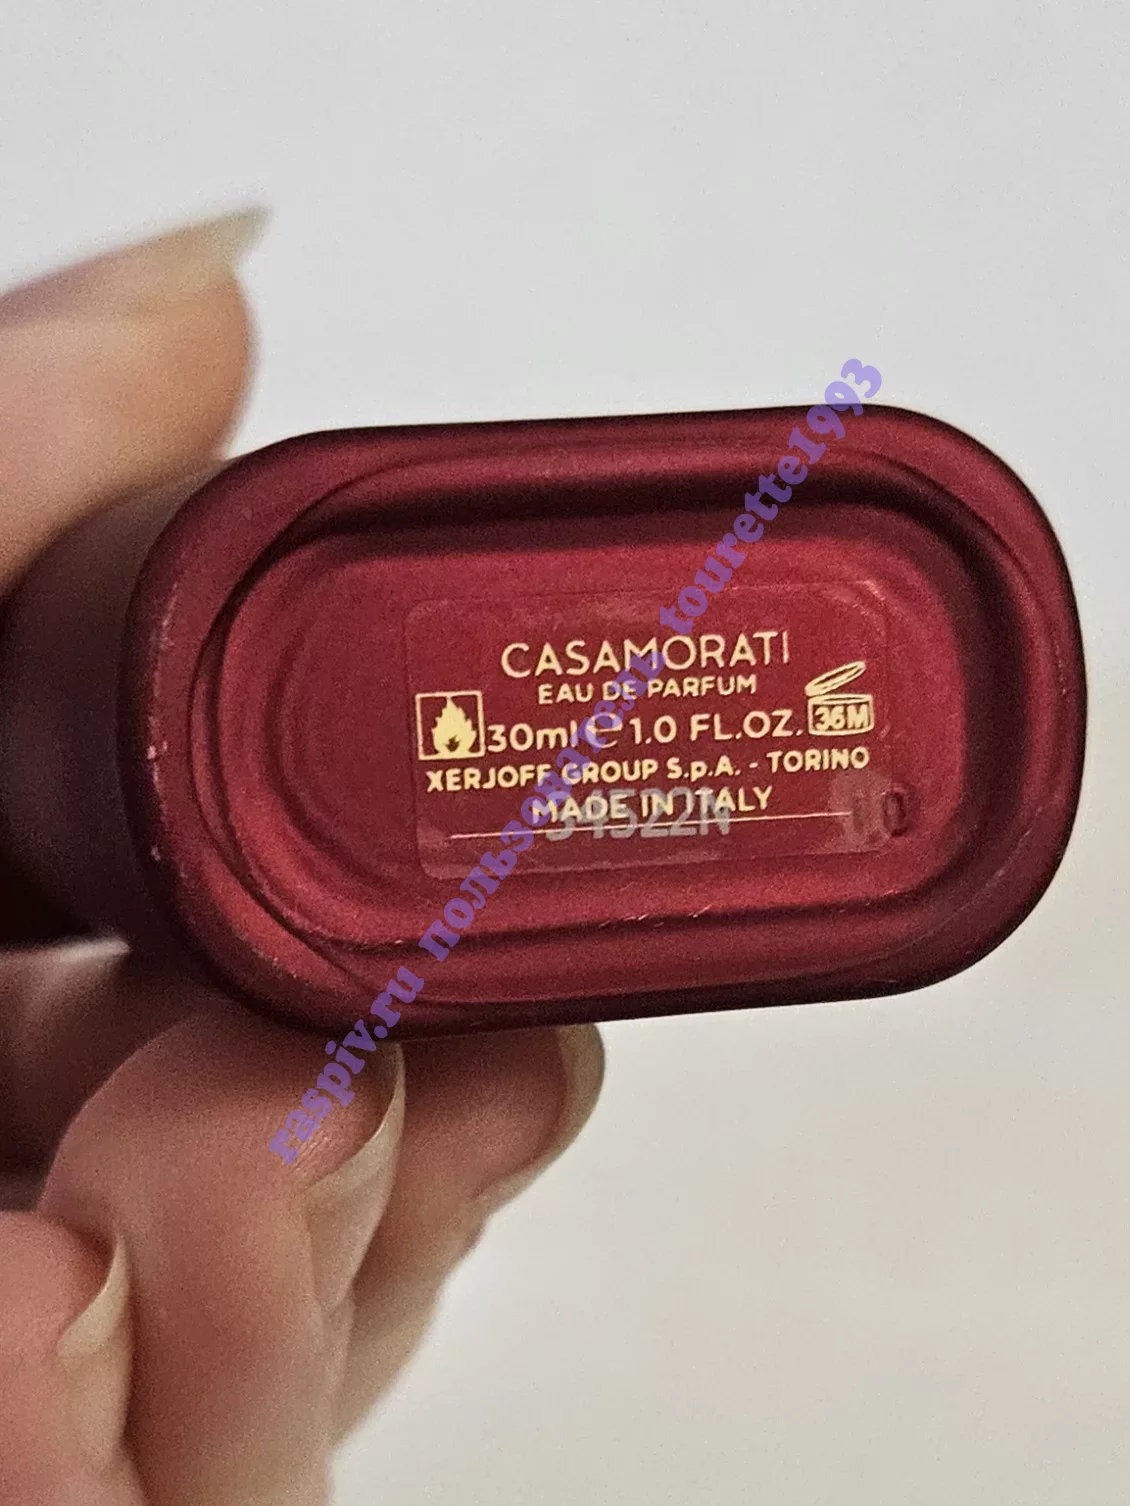 CASAMORATI
EAU DE PARFUM
30ml ℮ 1.0 FL.OZ. 36M
XERJOFF GROUP S.p.A. - TORINO
MADE IN ITALY
34522N
raspiv.ru пользователь tourette1993